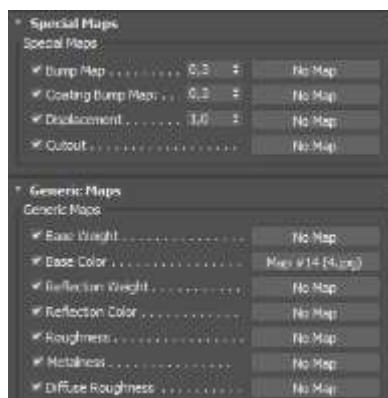 Special Maps
Special Maps
Bump Map . . . . . . . . 0,3 No Map
Coating Bump Map: . . . 0,3 No Map
Displacement . . . . . . . 1,0 No Map
Cutout . . . . . . . . . . . . . . . . . . No Map
Generic Maps
Generic Maps
Base Weight . . . . . . . . . . . . . . No Map
Base Color . . . . . . . . . . . . . . . Map #14 (4.jpg)
Reflection Weight . . . . . . . . . . No Map
Reflection Color . . . . . . . . . . . No Map
Roughness . . . . . . . . . . . . . . . No Map
Metalness . . . . . . . . . . . . . . . No Map
Diffuse Roughness . . . . . . . . . No Map